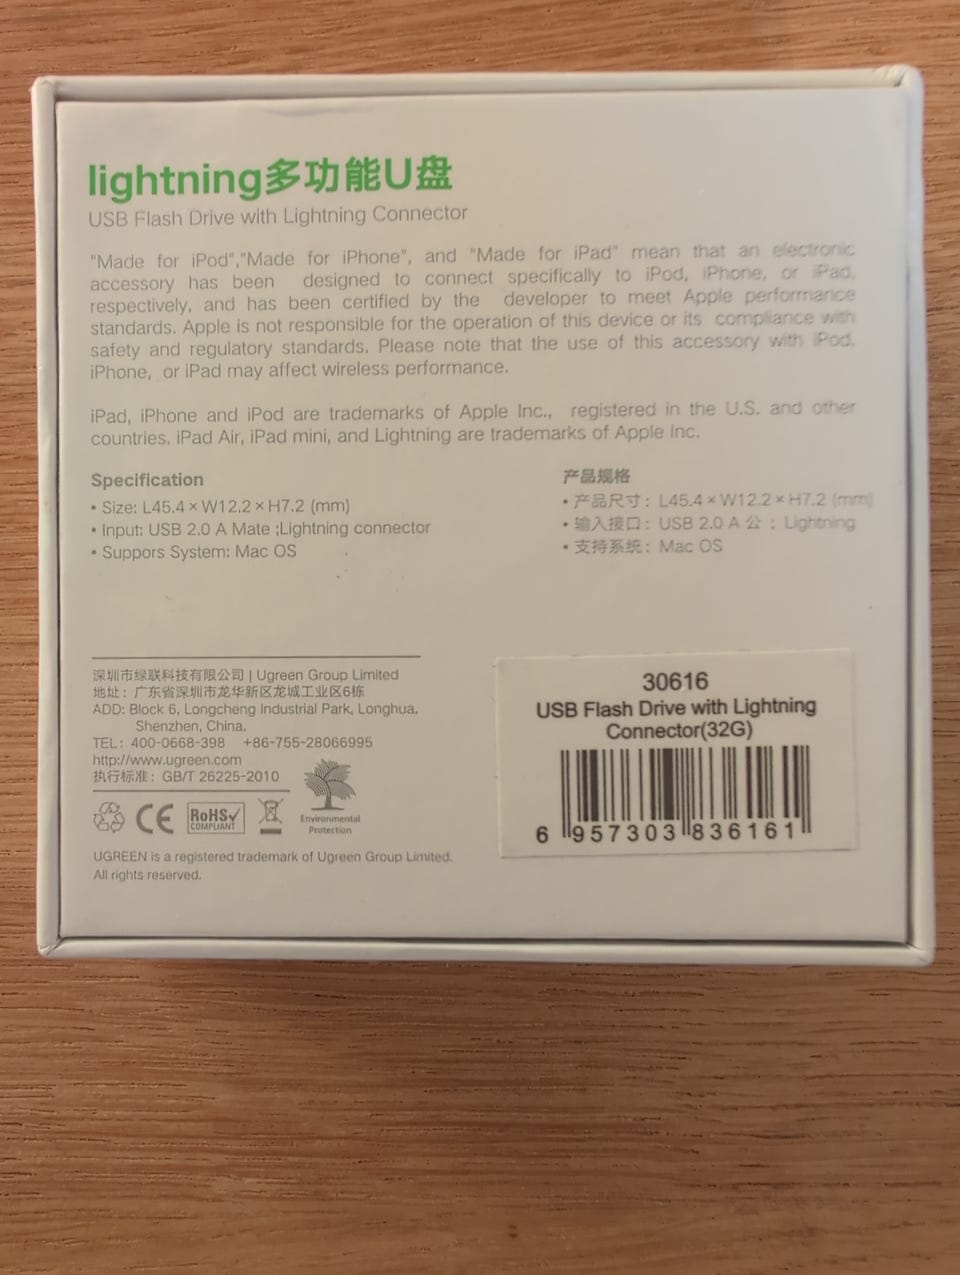 lightning多功能U盘
USB Flash Drive with Lightning Connector
"Made for iPod","Made for iPhone", and "Made for iPad" mean that an electronic
accessory has been designed to connect specifically to iPod, iPhone, or iPad,
respectively, and has been certified by the developer to meet Apple performance
standards. Apple is not responsible for the operation of this device or its compliance with
safety and regulatory standards. Please note that the use of this accessory with iPod,
iPhone, or iPad may affect wireless performance.
iPad, iPhone and iPod are trademarks of Apple Inc., registered in the U.S. and other
countries, iPad Air, iPad mini, and Lightning are trademarks of Apple Inc.
Specification
• Size: L45.4 × W12.2 × H7.2 (mm)
• Input: USB 2.0 A Mate ;Lightning connector
• Suppors System: Mac OS
产品规格
• 产品尺寸: L45.4 × W12.2 × H7.2 (mm)
• 输入接口: USB 2.0 A 公 ; Lightning
• 支持系统: Mac OS
深圳市绿联科技有限公司 | Ugreen Group Limited
地址: 广东省深圳市龙华新区龙城工业区6栋
ADD: Block 6, Longcheng Industrial Park, Longhua,
Shenzhen, China.
TEL: 400-0668-398 +86-755-28066995
http://www.ugreen.com
执行标准: GB/T 26225-2010
CE
RoHS✓
COMPLIANT
Environmental
Protection
UGREEN is a registered trademark of Ugreen Group Limited.
All rights reserved.
30616
USB Flash Drive with Lightning
Connector(32G)
6 957303 836161